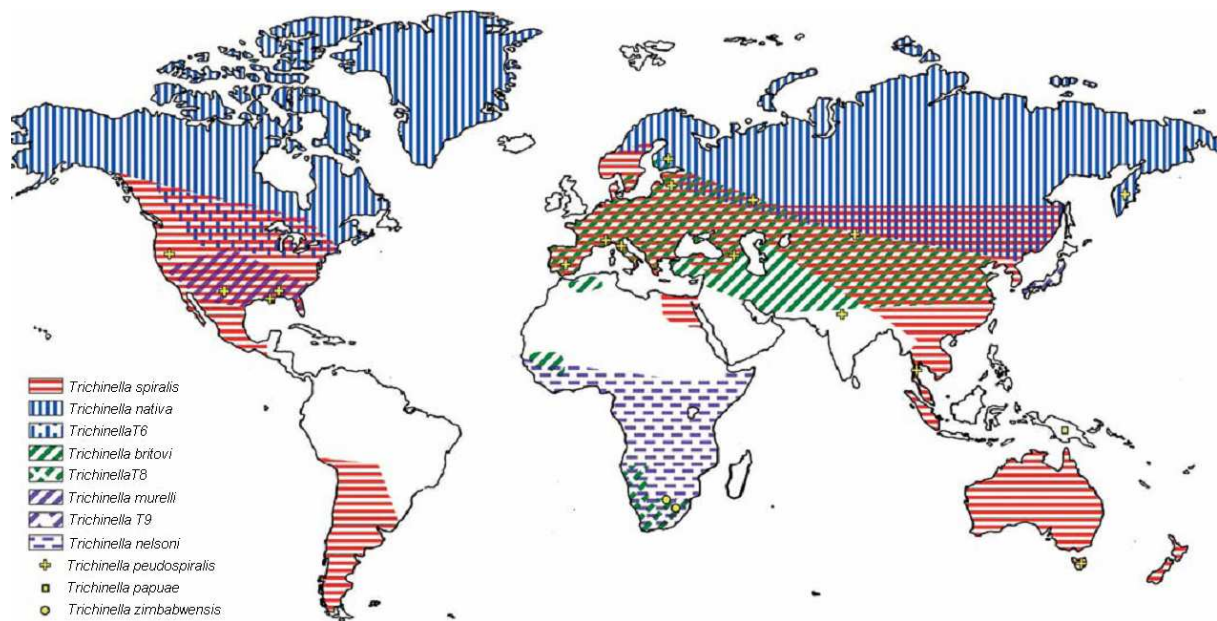 Trichinella spiralis
Trichinella nativa
TrichinellaT6
Trichinella britovi
TrichinellaT8
Trichinella murelli
Trichinella T9
Trichinella nelsoni
Trichinella peudospiralis
Trichinella papuae
Trichinella zimbabwensis